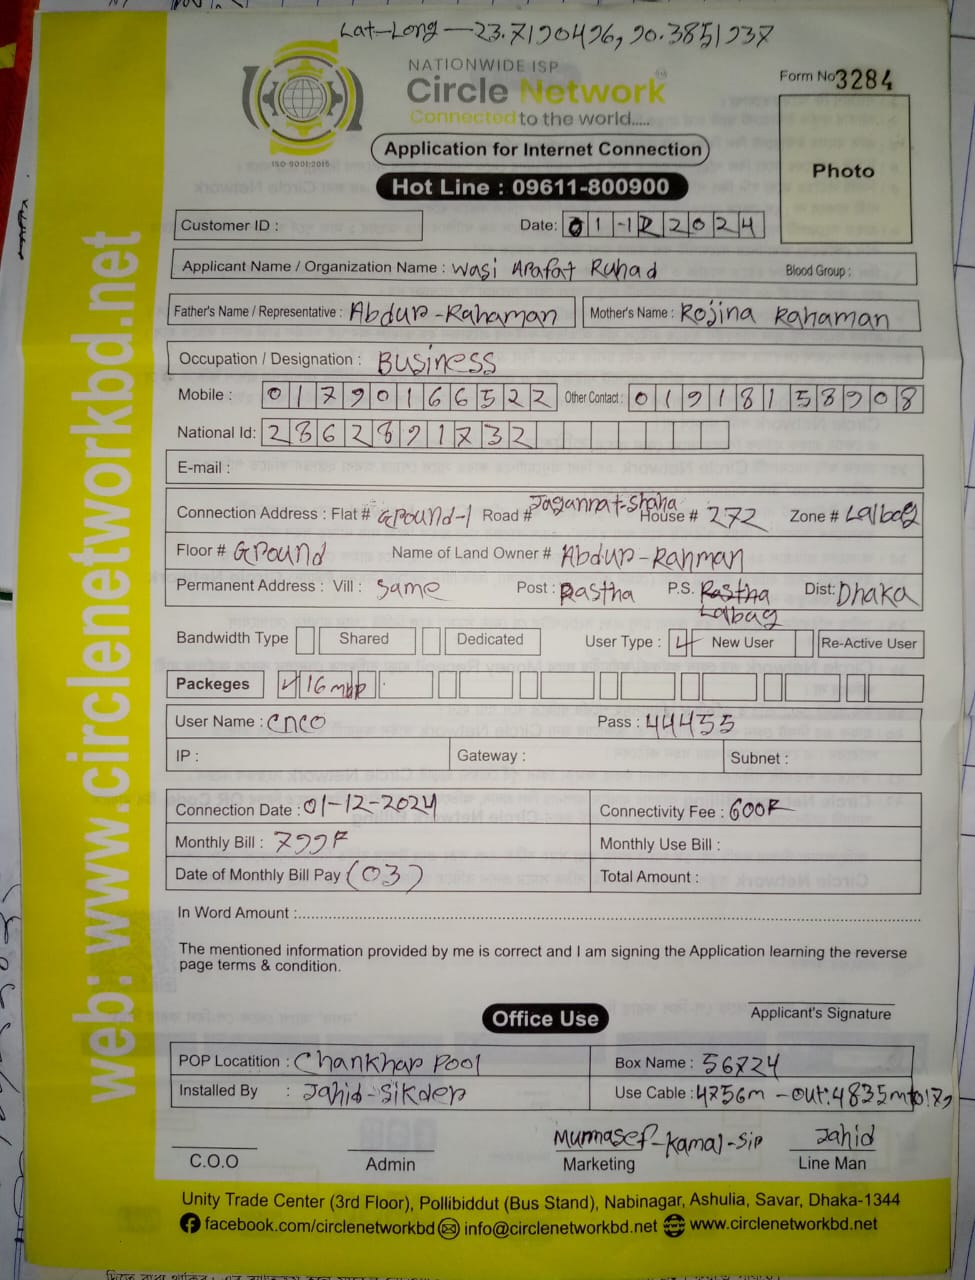 Lat-Long — 23.7190496, 90.3851937
NATIONWIDE ISP
Circle Network
Connected to the world.....
ISO 9001:2015
Form No 3284
Photo
Application for Internet Connection
Hot Line : 09611-800900
Customer ID :
Date: 01-12 2024
Applicant Name / Organization Name : Wasi Arafat Ruhad Blood Group :
Father's Name / Representative : Abdur-Rahaman Mother's Name : Rojina Rahaman
Occupation / Designation : Business
Mobile : 01790166522 Other Contact : 01918158908
National Id: 2862891732
E-mail :
Connection Address : Flat # Ground-1 Road # Jagannat-Shaha House # 272 Zone # Lalbag
Floor # Ground Name of Land Owner # Abdur-Rahman
Permanent Address : Vill : Same Post : Rastha P.S. Rastha Lalbag Dist: Dhaka
Bandwidth Type Shared Dedicated User Type : New User Re-Active User
Packeges 16 mbp
User Name : cnco Pass : 44455
IP : Gateway : Subnet :
Connection Date : 01-12-2024 Connectivity Fee : 600
Monthly Bill : 799 Monthly Use Bill :
Date of Monthly Bill Pay (03) Total Amount :
In Word Amount :
The mentioned information provided by me is correct and I am signing the Application learning the reverse
page terms & condition.
Applicant's Signature
Office Use
POP Locatition : Chankhar pool Box Name : 56724
Installed By : Jahid-Sikder Use Cable : 4756m - out:4835m
Kamal-Sir Jahid
C.O.O Admin Marketing Line Man
Unity Trade Center (3rd Floor), Pollibiddut (Bus Stand), Nabinagar, Ashulia, Savar, Dhaka-1344
facebook.com/circlenetworkbd info@circlenetworkbd.net www.circlenetworkbd.net
web: www.circlenetworkbd.net